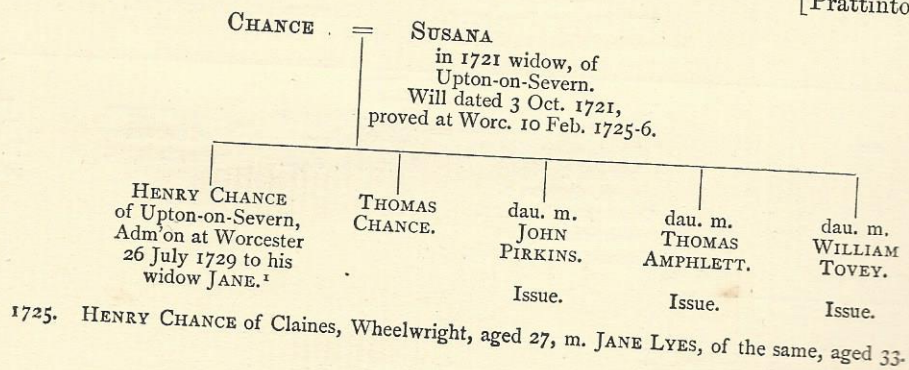 [Prattinto
CHANCE . = SUSANA
in 1721 widow, of
Upton-on-Severn.
Will dated 3 Oct. 1721,
proved at Worc. 10 Feb. 1725-6.
HENRY CHANCE
of Upton-on-Severn,
Adm'on at Worcester
26 July 1729 to his
widow JANE.¹
THOMAS
CHANCE.
dau. m.
JOHN
PIRKINS.
Issue.
dau. m.
THOMAS
AMPHLETT.
Issue.
dau. m.
WILLIAM
TOVEY.
Issue.
1725. HENRY CHANCE of Claines, Wheelwright, aged 27, m. JANE LYES, of the same, aged 33.